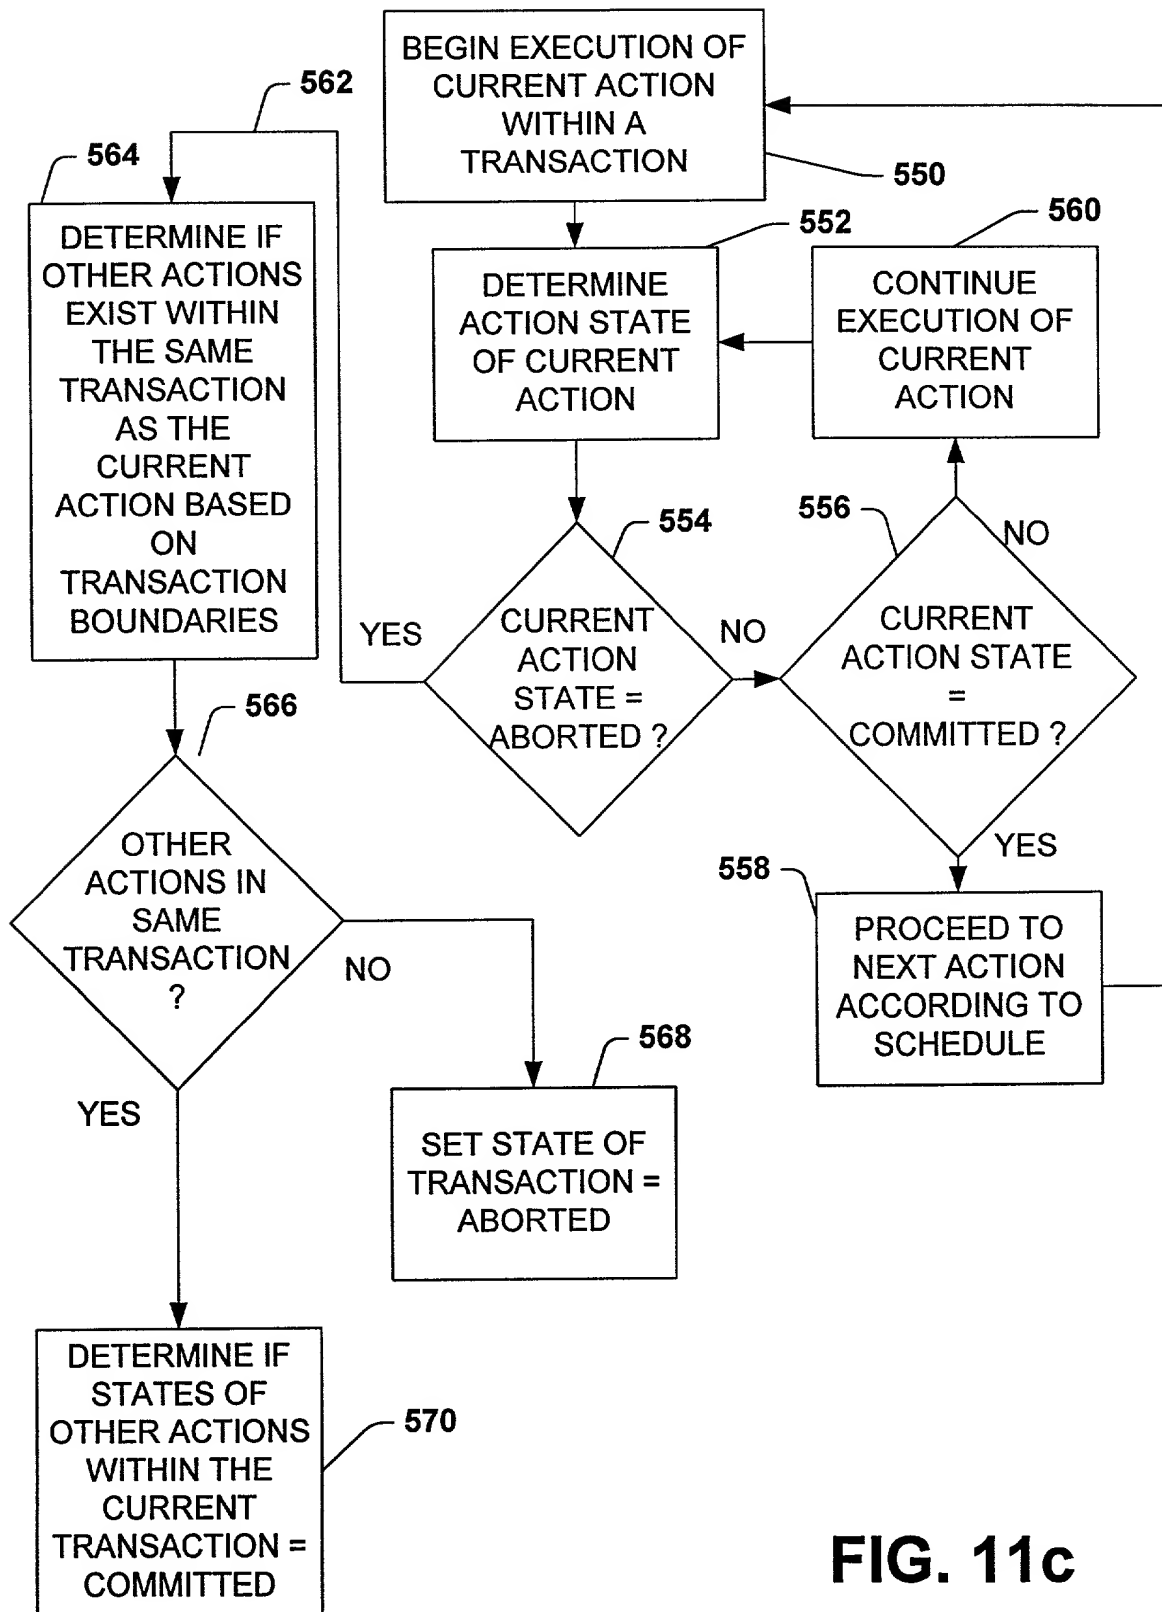 BEGIN EXECUTION OF
CURRENT ACTION
WITHIN A
TRANSACTION
550
562
564
DETERMINE IF
OTHER ACTIONS
EXIST WITHIN
THE SAME
TRANSACTION
AS THE
CURRENT
ACTION BASED
ON
TRANSACTION
BOUNDARIES
552
DETERMINE
ACTION STATE
OF CURRENT
ACTION
560
CONTINUE
EXECUTION OF
CURRENT
ACTION
554
CURRENT
ACTION
STATE =
ABORTED ?
YES
NO
556
CURRENT
ACTION STATE
=
COMMITTED ?
NO
YES
558
PROCEED TO
NEXT ACTION
ACCORDING TO
SCHEDULE
566
OTHER
ACTIONS IN
SAME
TRANSACTION
?
NO
YES
568
SET STATE OF
TRANSACTION =
ABORTED
570
DETERMINE IF
STATES OF
OTHER ACTIONS
WITHIN THE
CURRENT
TRANSACTION =
COMMITTED
FIG. 11c